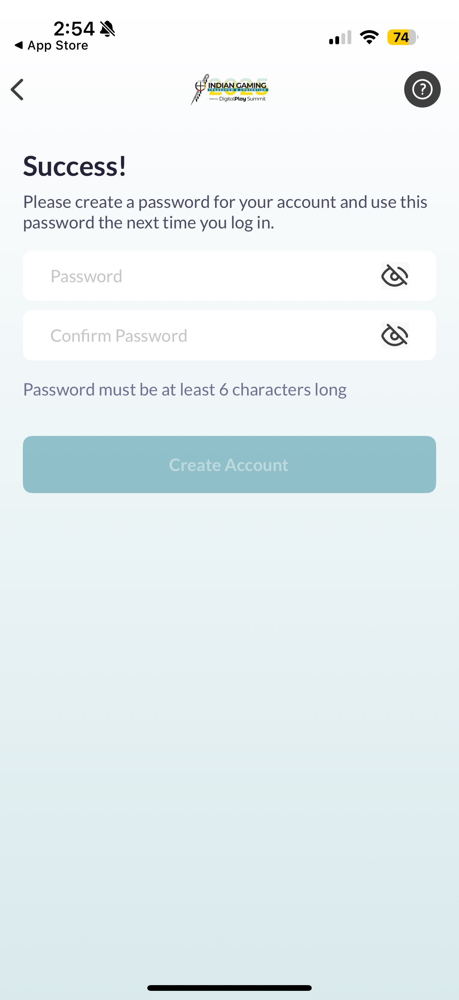 2:54
74
App Store
2025
INDIAN GAMING
TRADESHOW & CONVENTION
featuring DigitalPlay Summit
?
Success!
Please create a password for your account and use this
password the next time you log in.
Password
Confirm Password
Password must be at least 6 characters long
Create Account